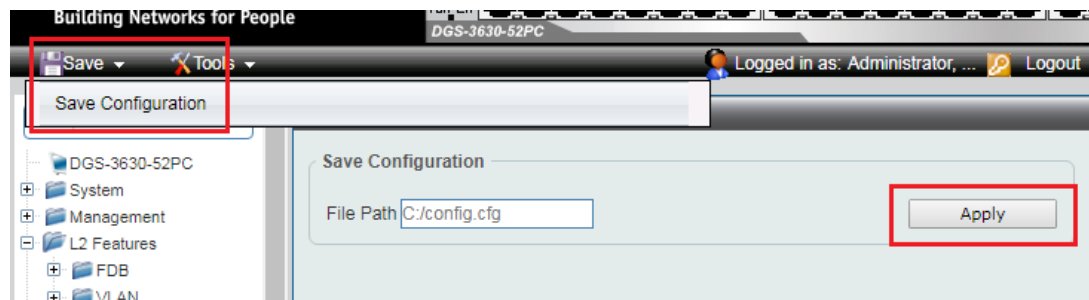 Building Networks for People
DGS-3630-52PC
Save Tools
Logged in as: Administrator, ... Logout
Save Configuration
DGS-3630-52PC
System
Management
L2 Features
FDB
VLAN
Save Configuration
File Path C:/config.cfg
Apply